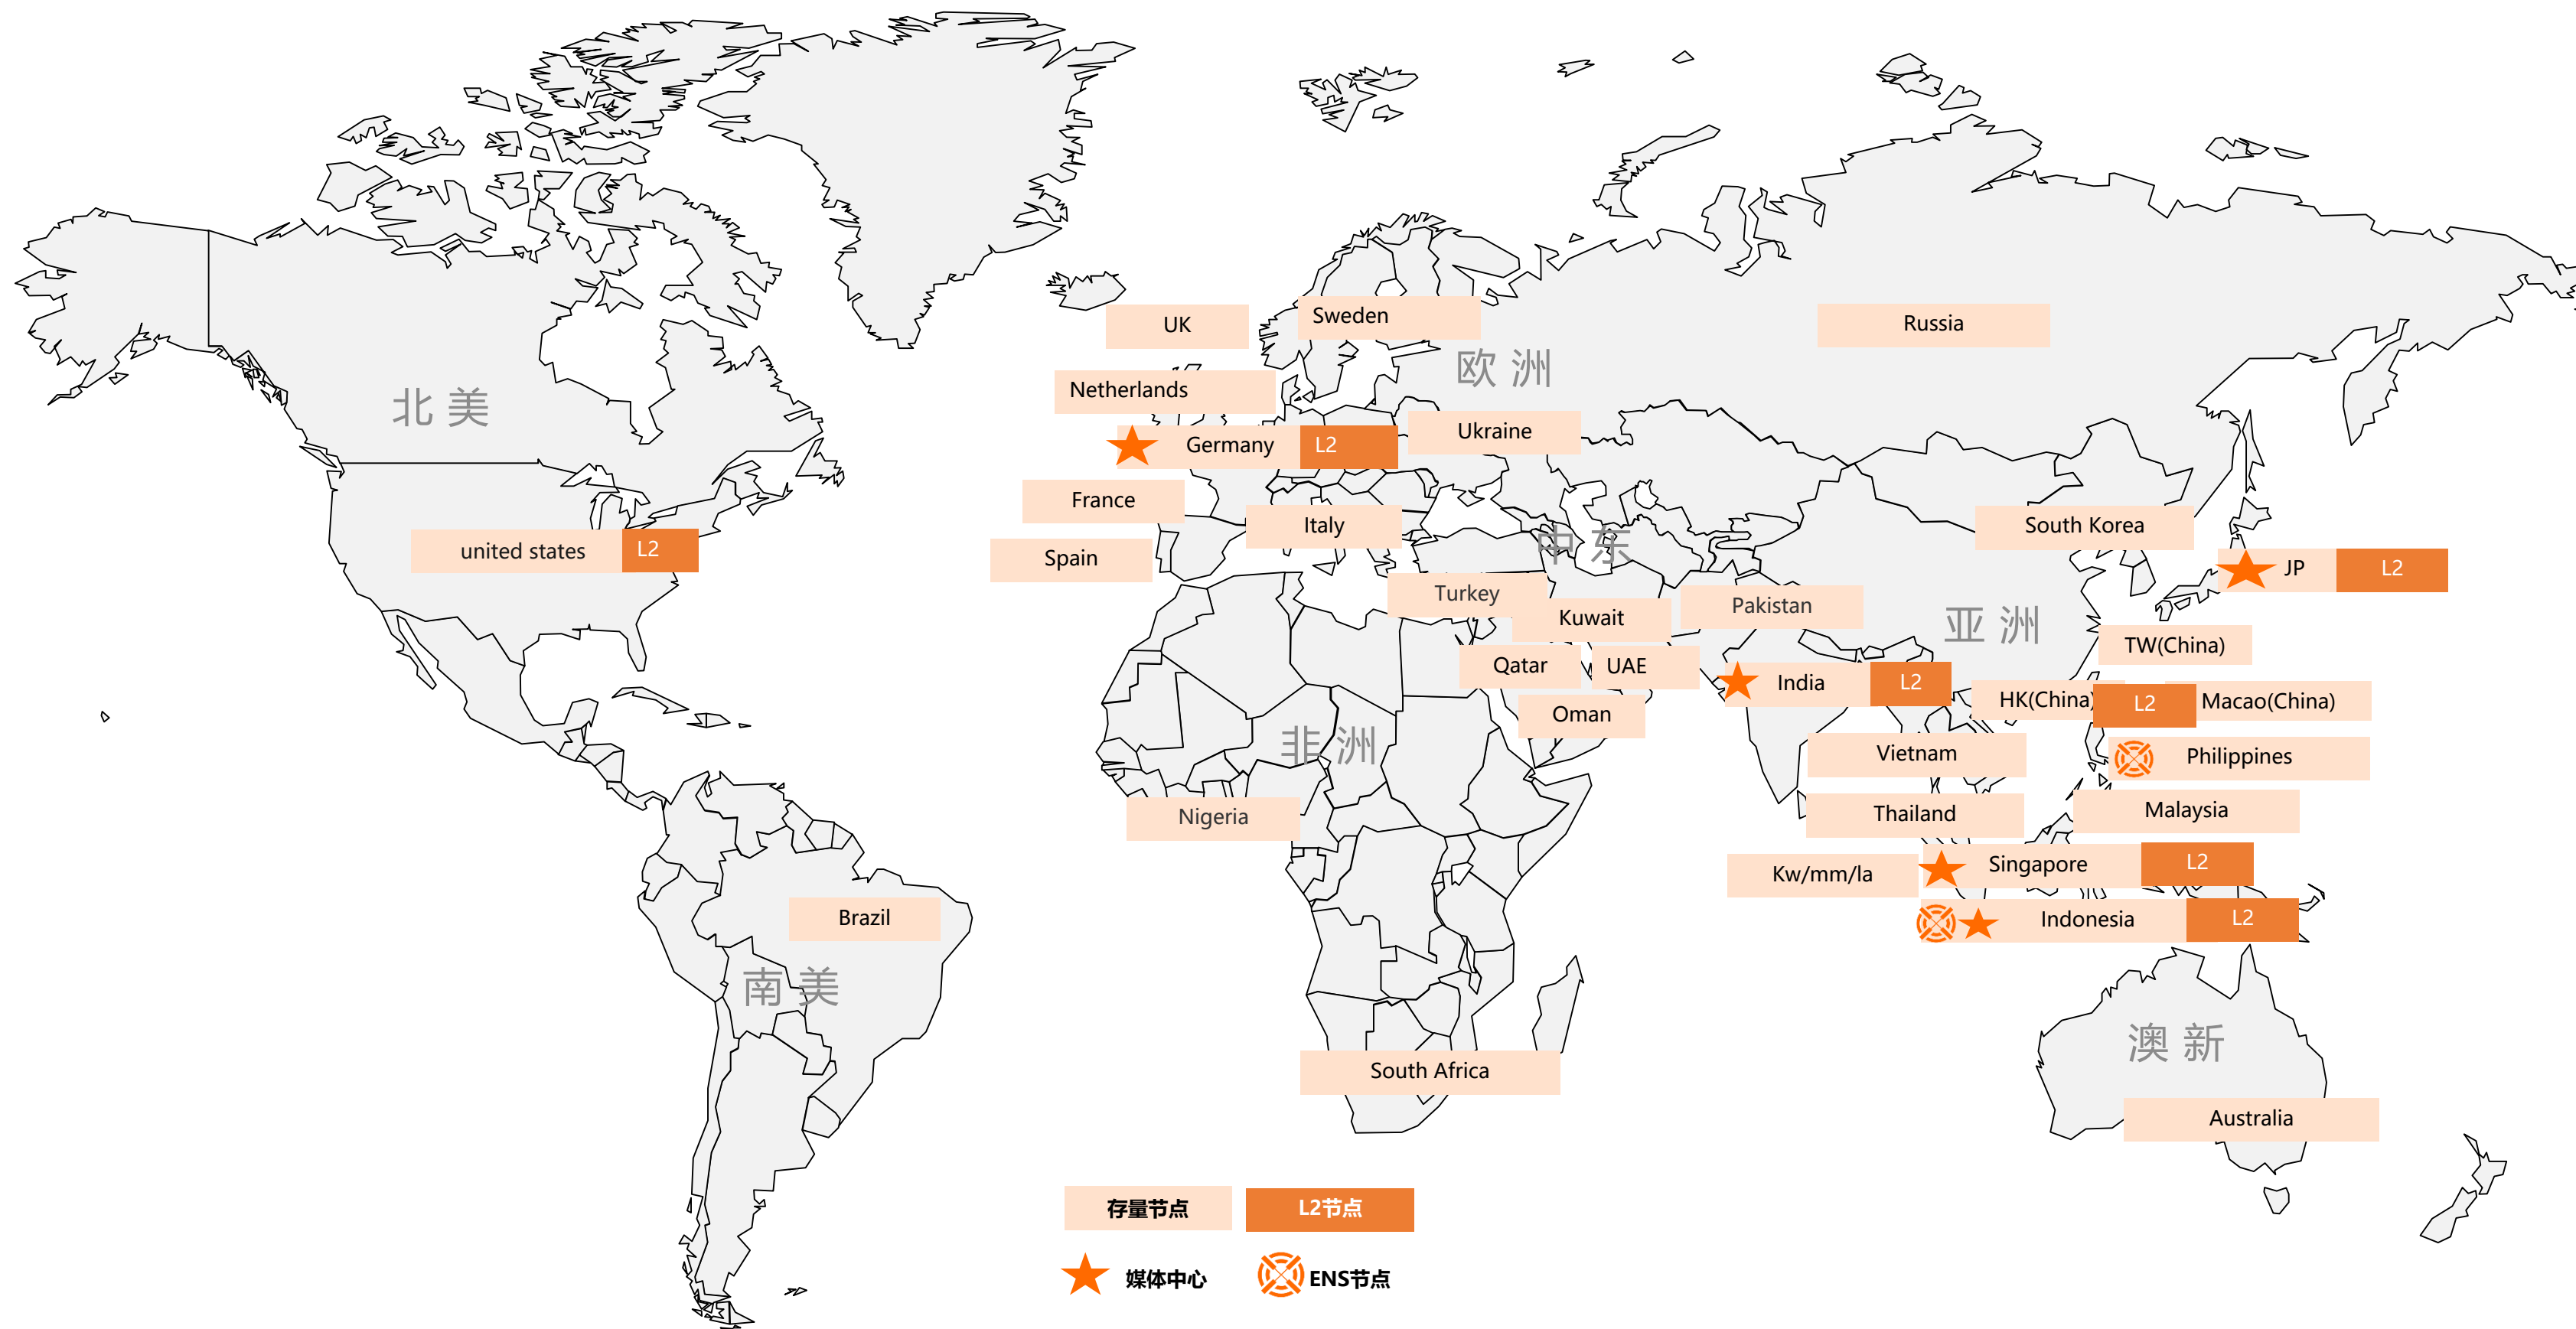 UK
Sweden
Russia
欧 洲
Netherlands
北 美
Ukraine
Germany L2
France
Italy
South Korea
united states L2
中 东
Spain
JP L2
Turkey
Kuwait
Pakistan
亚 洲
TW(China)
Qatar
UAE
India L2
HK(China) L2 Macao(China)
Oman
非 洲
Vietnam
Philippines
Nigeria
Thailand
Malaysia
Singapore L2
Kw/mm/la
Brazil
Indonesia L2
南 美
澳 新
South Africa
Australia
存量节点
L2节点
媒体中心
ENS节点